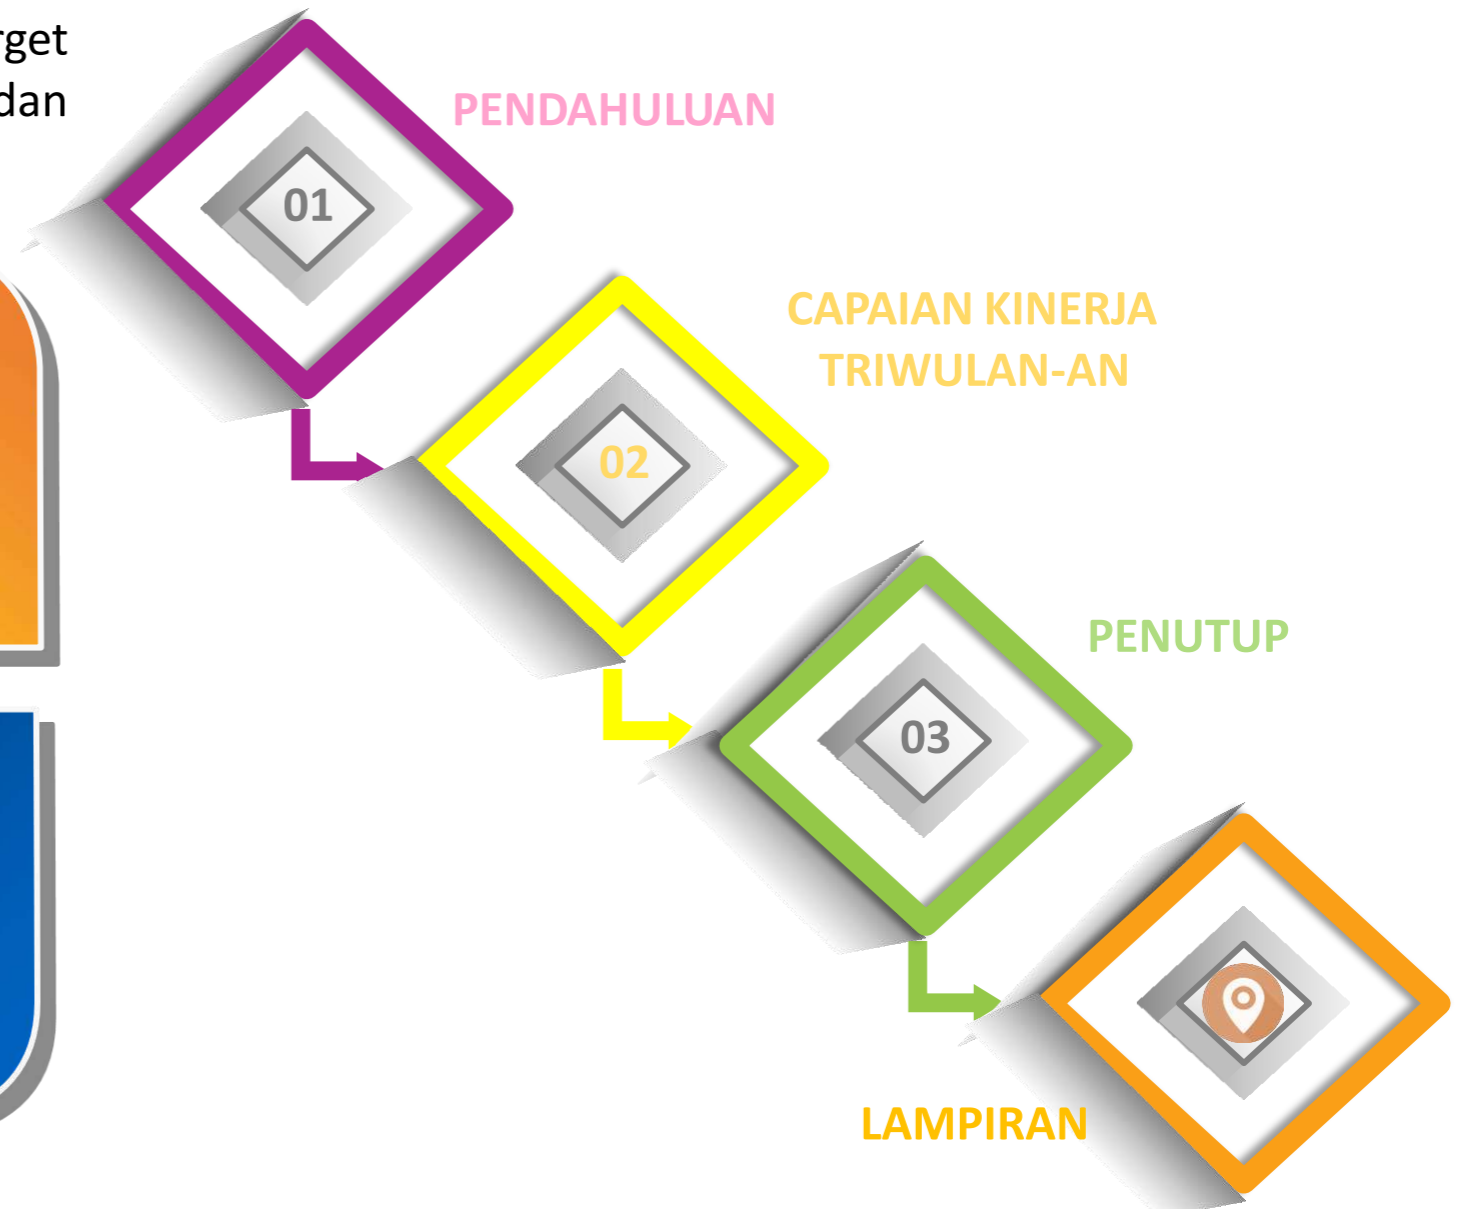 rget
dan
PENDAHULUAN
01
CAPAIAN KINERJA
TRIWULAN-AN
02
PENUTUP
03
LAMPIRAN